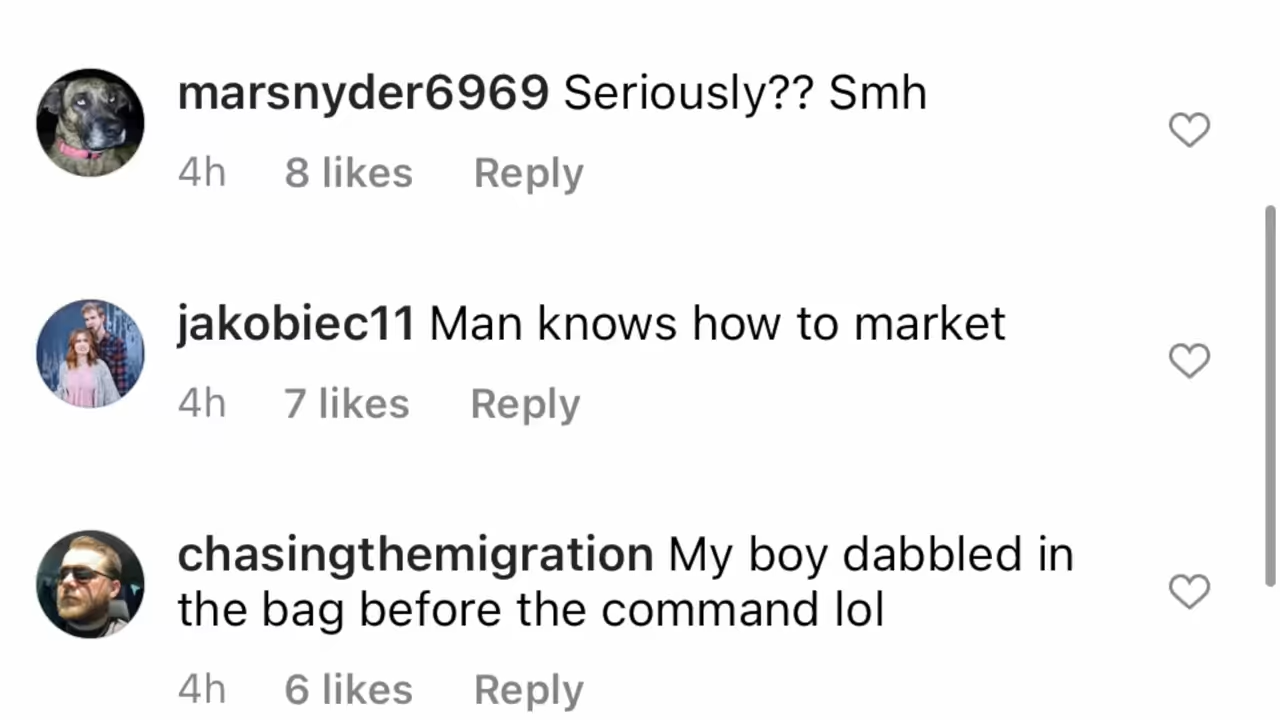 marsnyder6969 Seriously?? Smh
4h 8 likes Reply
jakobiec11 Man knows how to market
4h 7 likes Reply
chasingthemigration My boy dabbled in
the bag before the command lol
4h 6 likes Reply